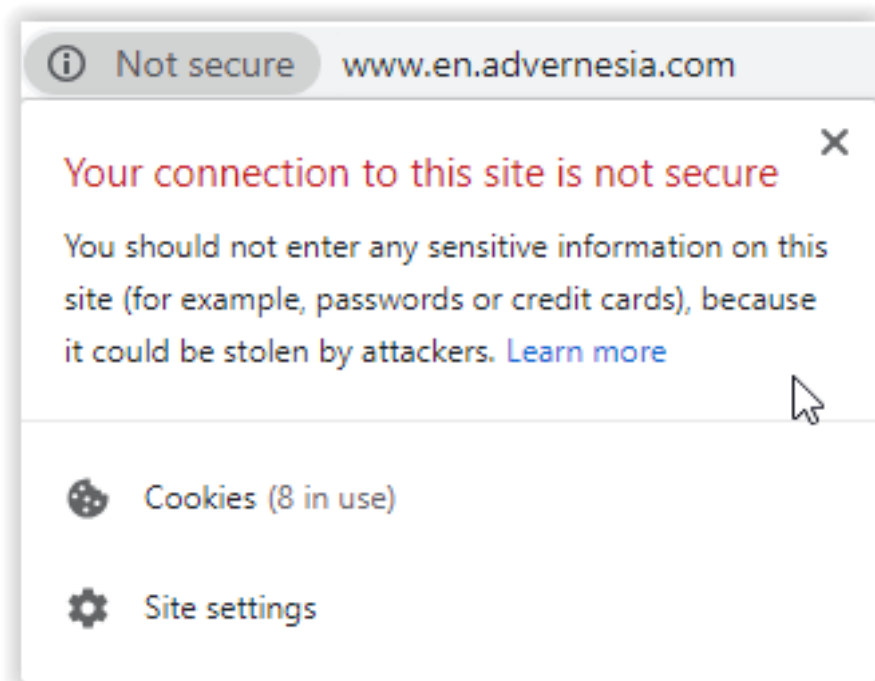 Not secure www.en.advernesia.com
Your connection to this site is not secure
You should not enter any sensitive information on this
site (for example, passwords or credit cards), because
it could be stolen by attackers. Learn more
Cookies (8 in use)
Site settings